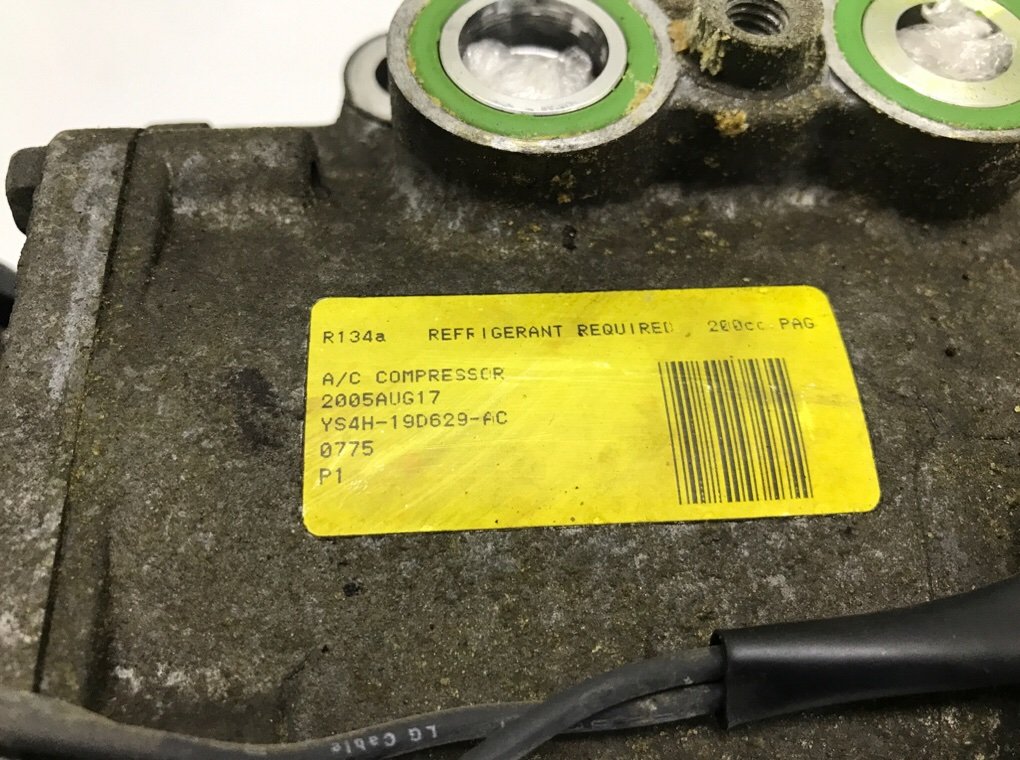 R134a REFRIGERANT REQUIRED 200cc PAG
A/C COMPRESSOR
2005AUG17
YS4H-19D629-AC
0775
P1
LG Cable